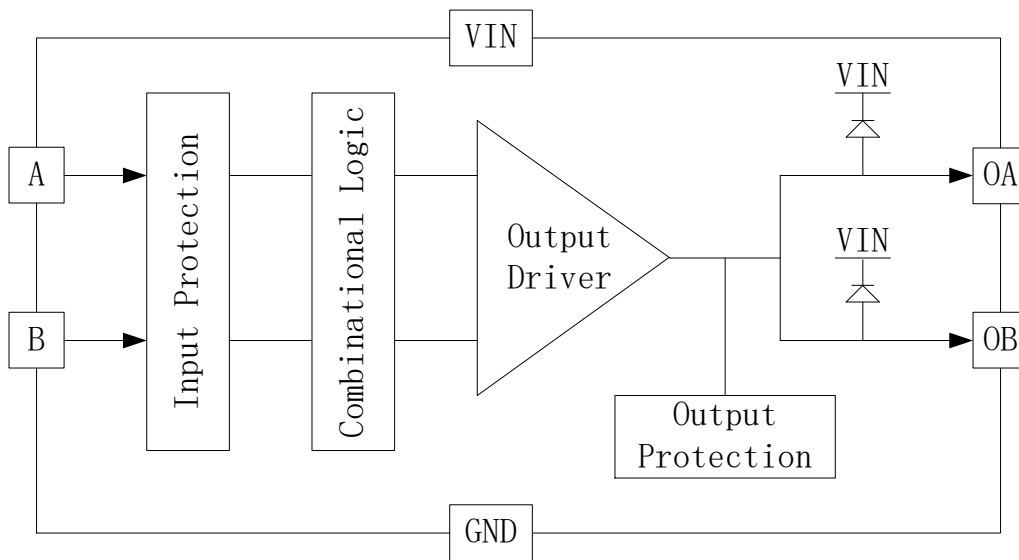 VIN
VIN
A
Input Protection
Combinational Logic
OA
Output
Driver
VIN
B
OB
Output
Protection
GND